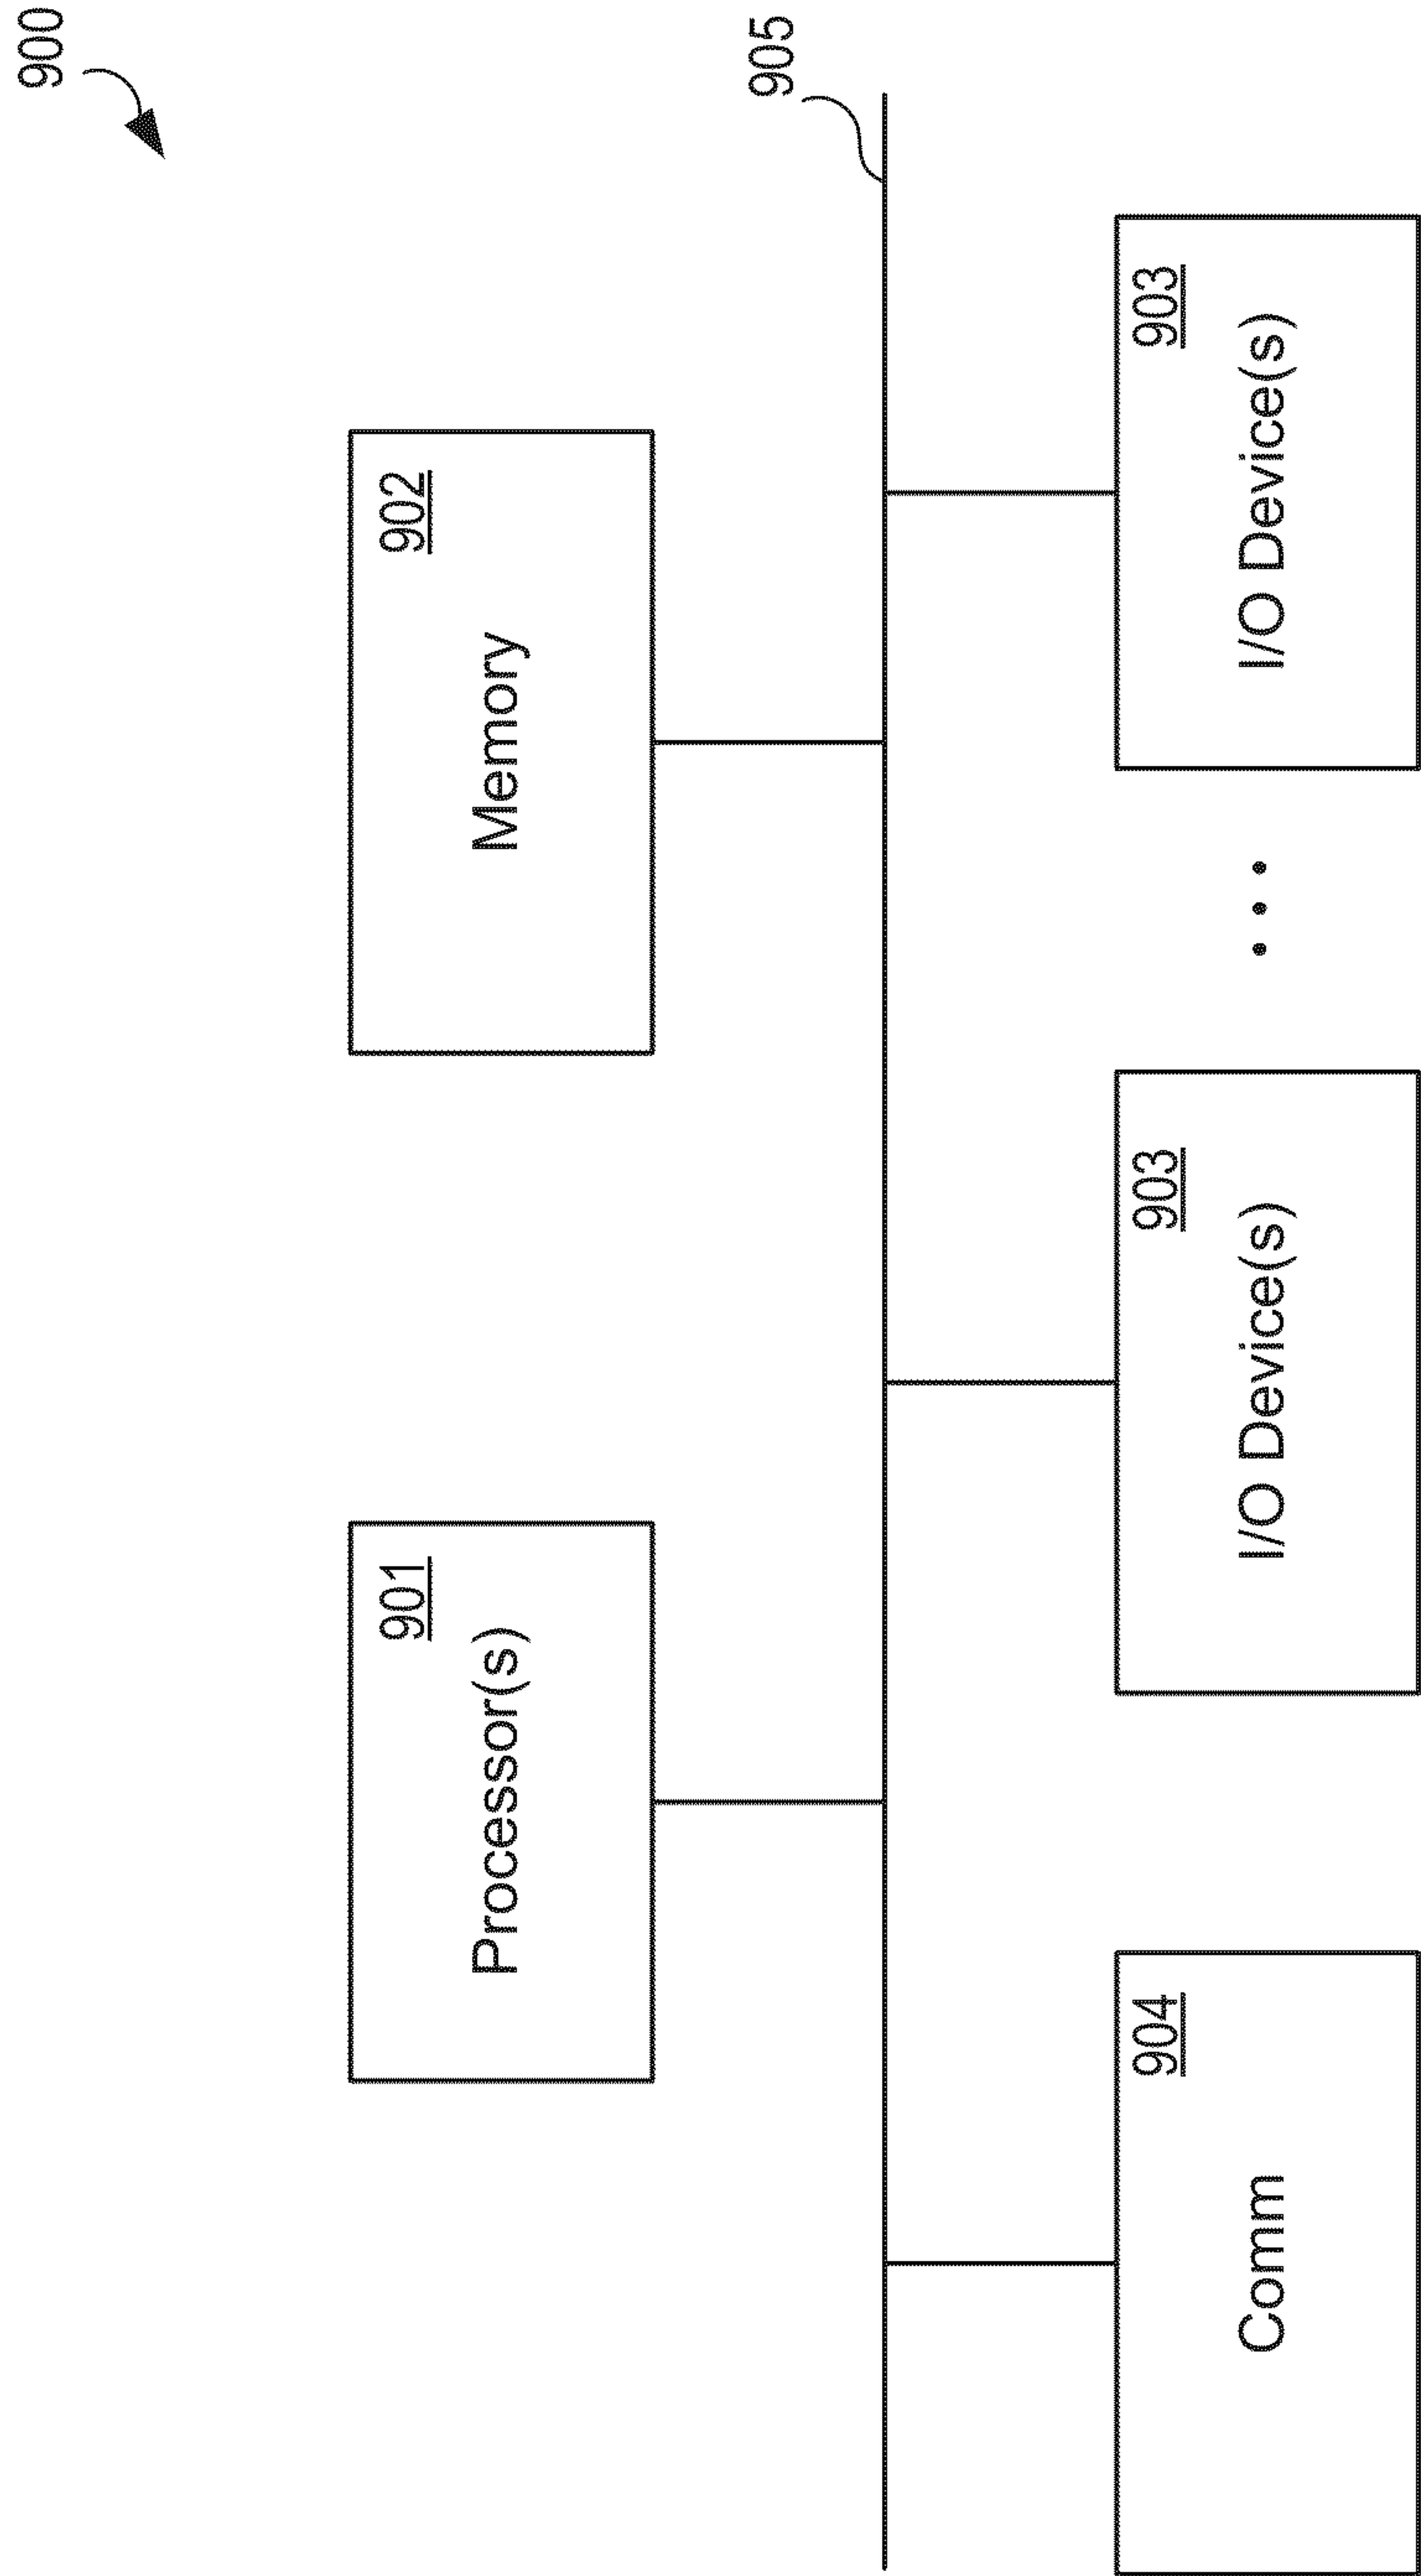 900
901
Processor(s)
902
Memory
905
904
Comm
903
I/O Device(s)
903
I/O Device(s)